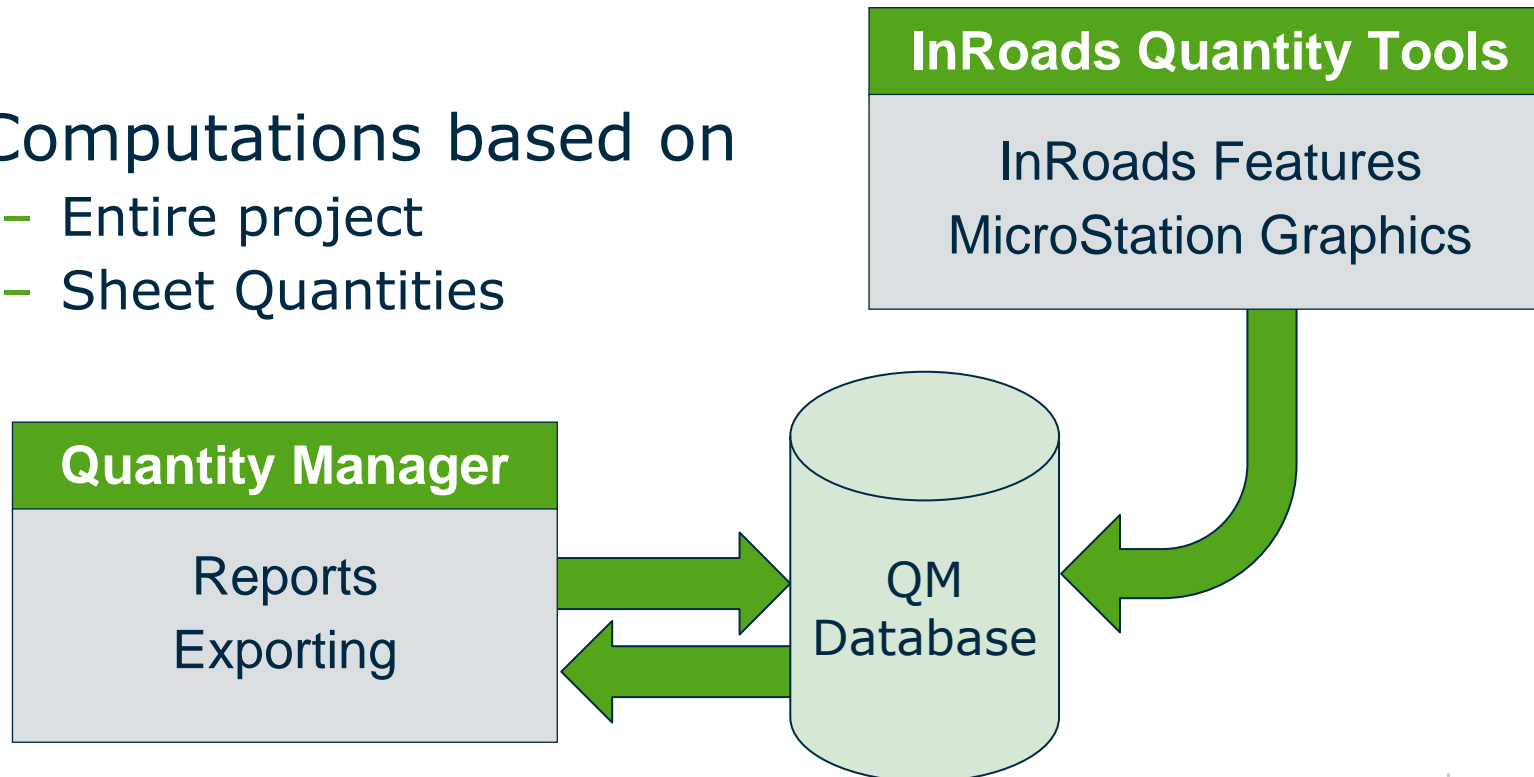 Computations based on
– Entire project
– Sheet Quantities
InRoads Quantity Tools
InRoads Features
MicroStation Graphics
Quantity Manager
Reports
Exporting
QM
Database